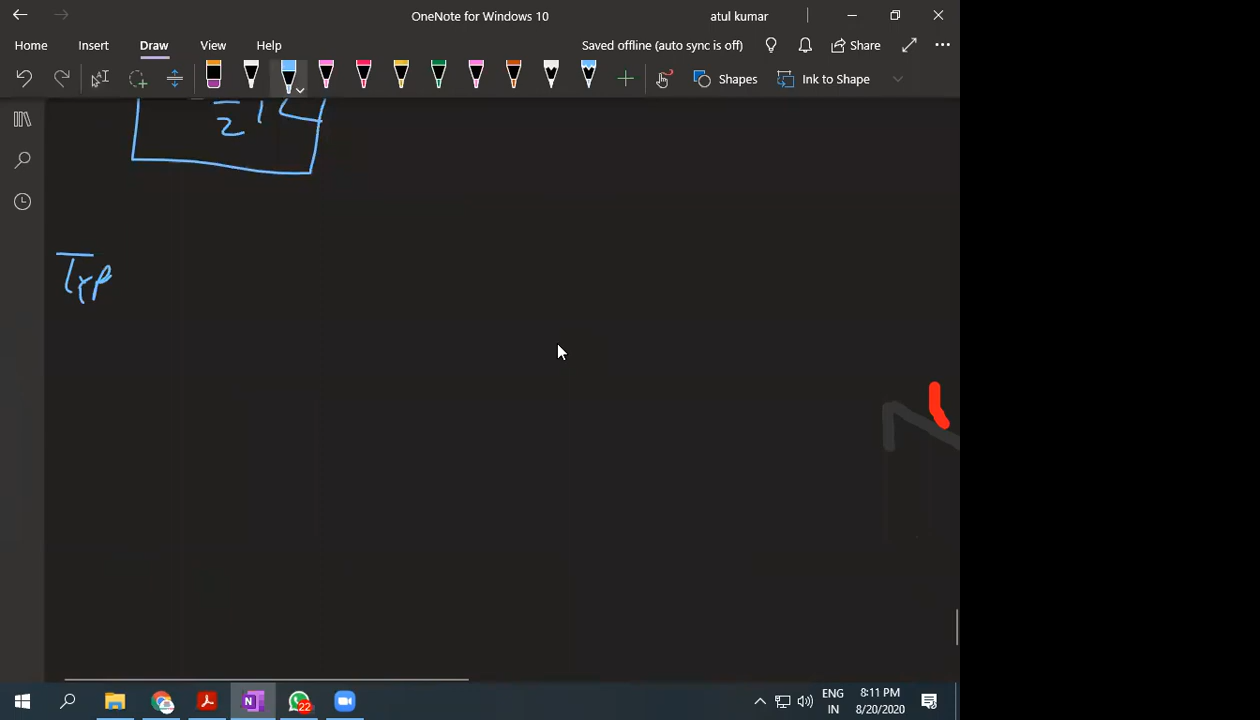 OneNote for Windows 10
atul kumar
Home Insert Draw View Help
Saved offline (auto sync is off)
Share
Shapes
Ink to Shape
2
Typ
22
ENG
IN
8:11 PM
8/20/2020